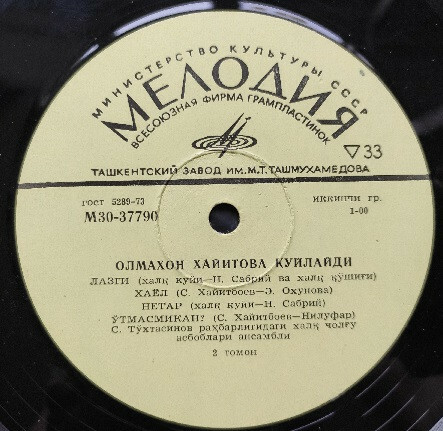 МИНИСТЕРСТВО КУЛЬТУРЫ СССР
МЕЛОДИЯ
ВСЕСОЮЗНАЯ ФИРМА ГРАМПЛАСТИНОК
▽33
ТАШКЕНТСКИЙ ЗАВОД ИМ. М.Т. ТАШМУХАМЕДОВА
ГОСТ 5289-73
М30-37790
ИККИНЧИ гр.
1-00
ОЛМАХОН ХАЙИТОВА КУЙЛАЙДИ
ЛАЗГИ (халқ куйи—П. Сабрий ва халқ қўшиғи)
ХАЁЛ (С. Хайитбоев—Э. Охунова)
НЕТАР (халқ куйи—Н. Сабрий)
ЎТМАСМИКАН? (С. Хайитбоев—Нилуфар)
С. Тўхтасинов раҳбарлигидаги халқ чолғу
асбоблари ансамбли
2 томон